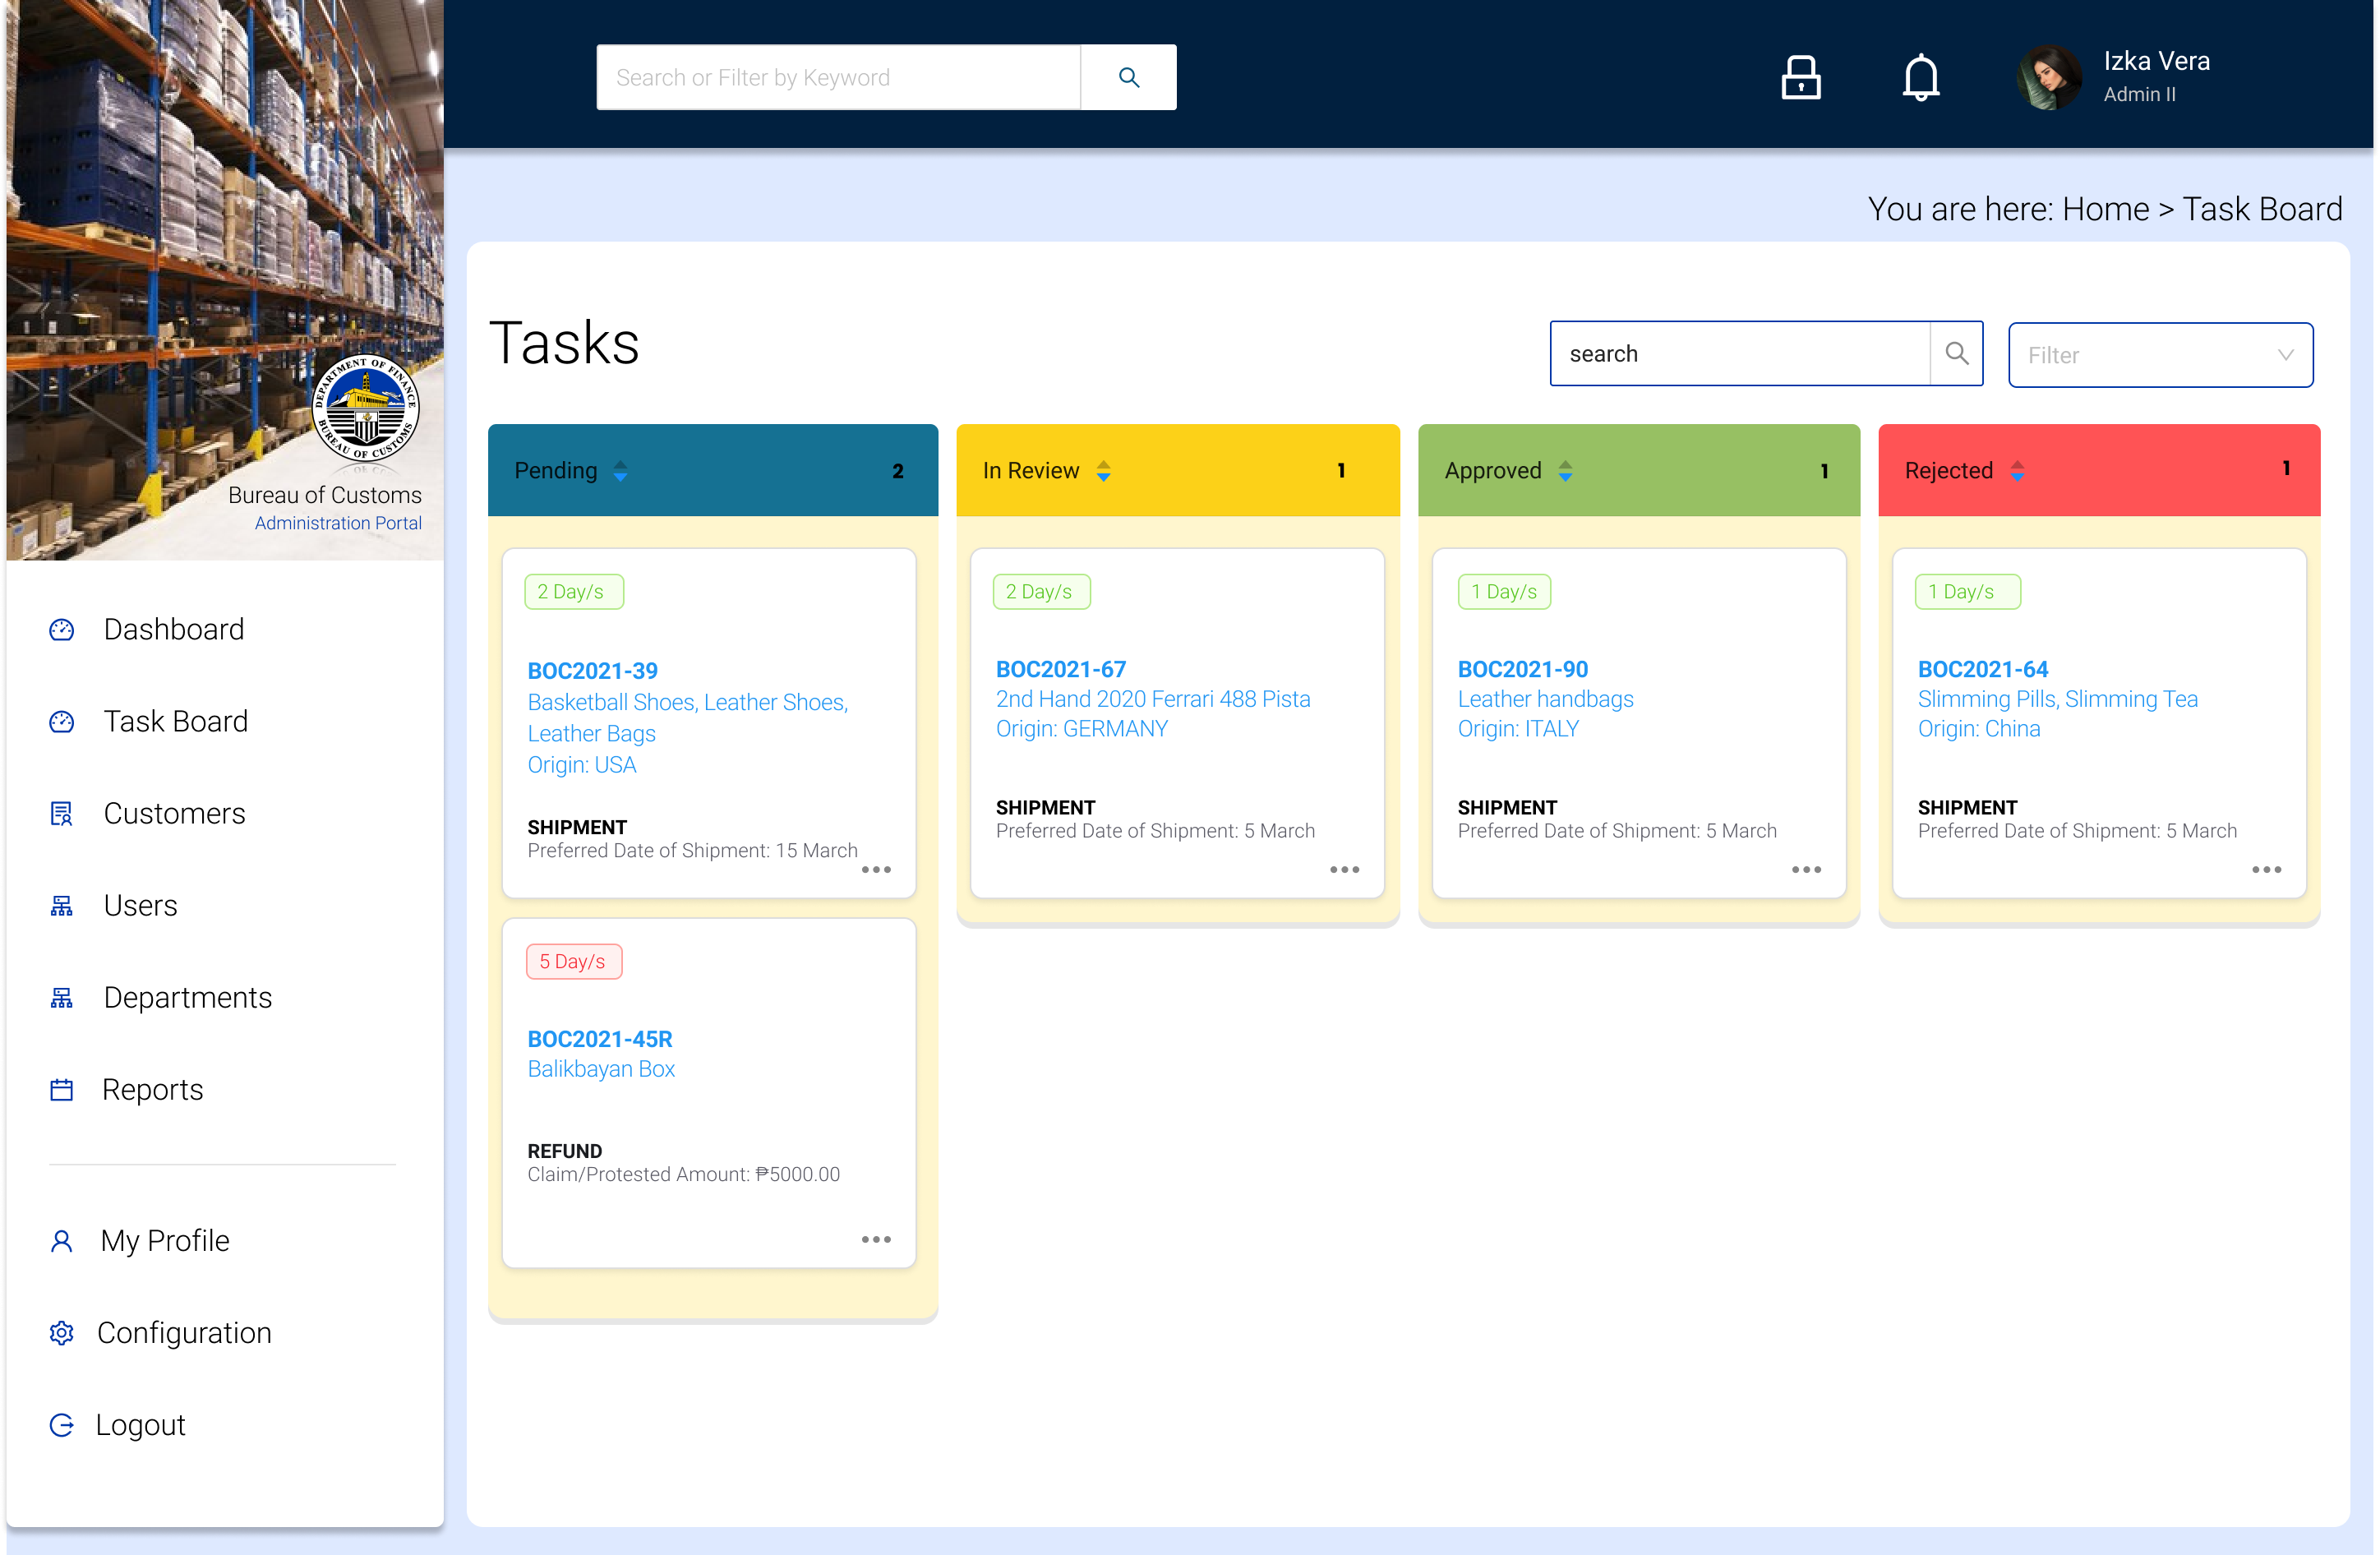 Search or Filter by Keyword
Izka Vera
Admin II
DEPARTMENT OF FINANCE
BUREAU OF CUSTOMS
Bureau of Customs
Administration Portal
Dashboard
Task Board
Customers
Users
Departments
Reports
My Profile
Configuration
Logout
You are here: Home > Task Board
Tasks
search
Filter
Pending 2
2 Day/s
BOC2021-39
Basketball Shoes, Leather Shoes,
Leather Bags
Origin: USA
SHIPMENT
Preferred Date of Shipment: 15 March
5 Day/s
BOC2021-45R
Balikbayan Box
REFUND
Claim/Protested Amount: ₱5000.00
In Review 1
2 Day/s
BOC2021-67
2nd Hand 2020 Ferrari 488 Pista
Origin: GERMANY
SHIPMENT
Preferred Date of Shipment: 5 March
Approved 1
1 Day/s
BOC2021-90
Leather handbags
Origin: ITALY
SHIPMENT
Preferred Date of Shipment: 5 March
Rejected 1
1 Day/s
BOC2021-64
Slimming Pills, Slimming Tea
Origin: China
SHIPMENT
Preferred Date of Shipment: 5 March